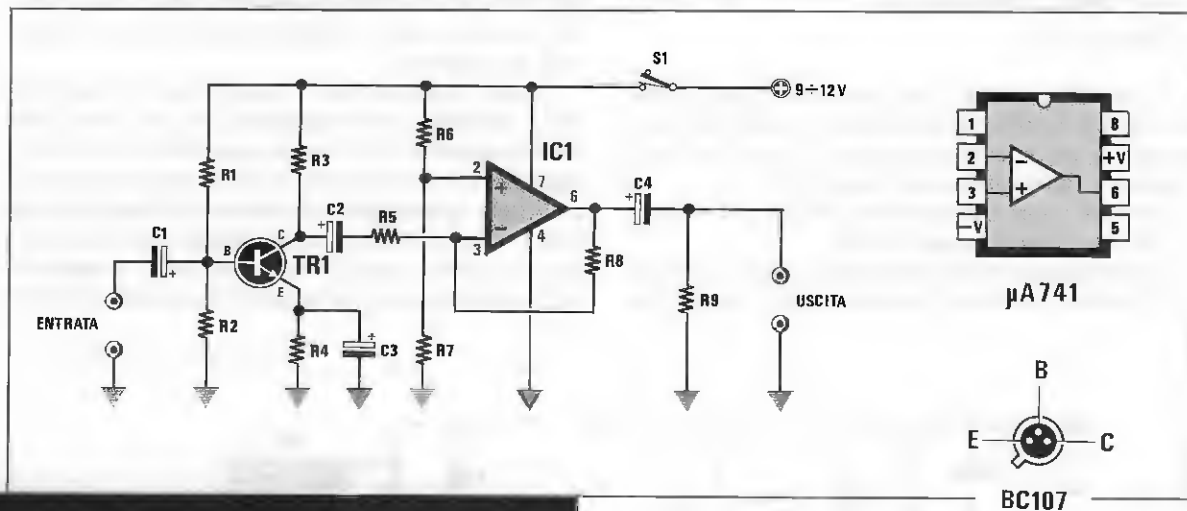 S1
9÷12V
R6
IC1
R1
R3
2
+
7
C4
C2
R5
6
C1
C
B
TR1
−
3
4
R8
E
+
ENTRATA
R2
R4
C3
R7
R9
USCITA
1
8
2
−
+V
3
+
6
−V
5
µA741
B
E
C
BC107